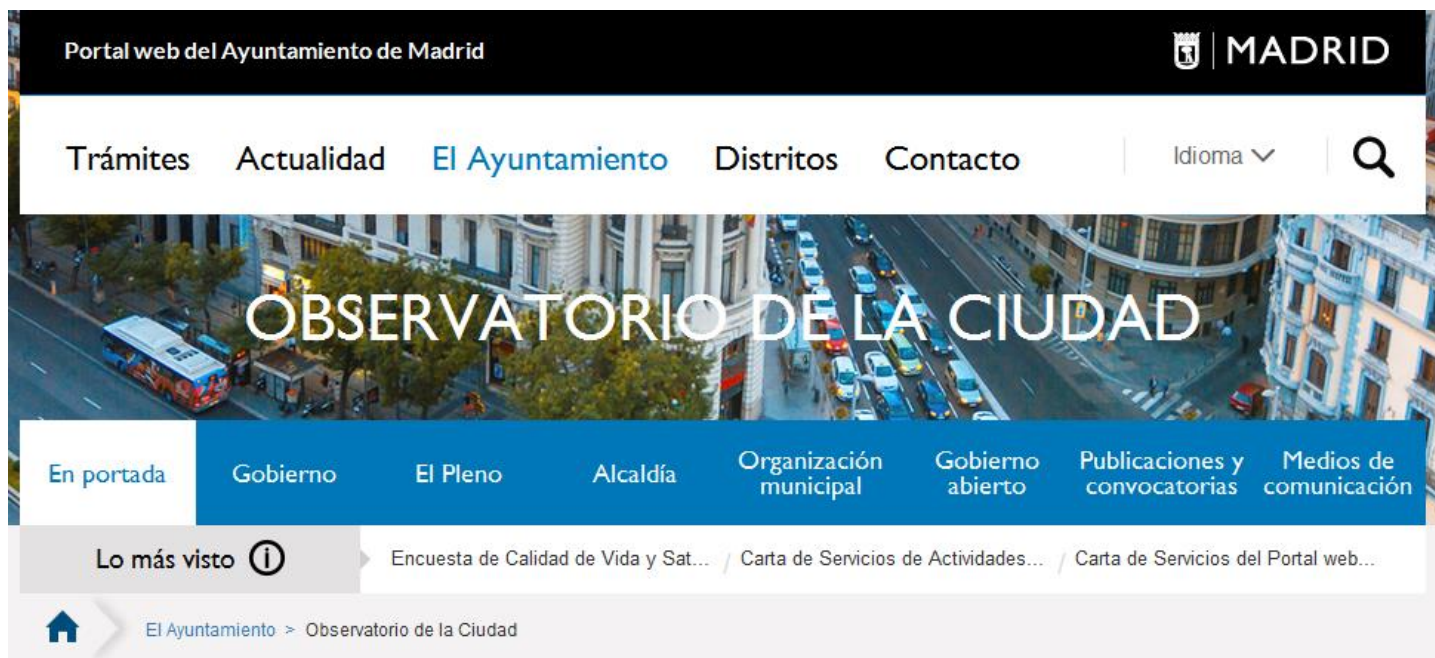 Portal web del Ayuntamiento de Madrid
MADRID
Trámites Actualidad El Ayuntamiento Distritos Contacto Idioma
OBSERVATORIO DE LA CIUDAD
En portada
Gobierno
El Pleno
Alcaldía
Organización
municipal
Gobierno
abierto
Publicaciones y
convocatorias
Medios de
comunicación
Lo más visto
Encuesta de Calidad de Vida y Sat... / Carta de Servicios de Actividades... / Carta de Servicios del Portal web...
El Ayuntamiento > Observatorio de la Ciudad